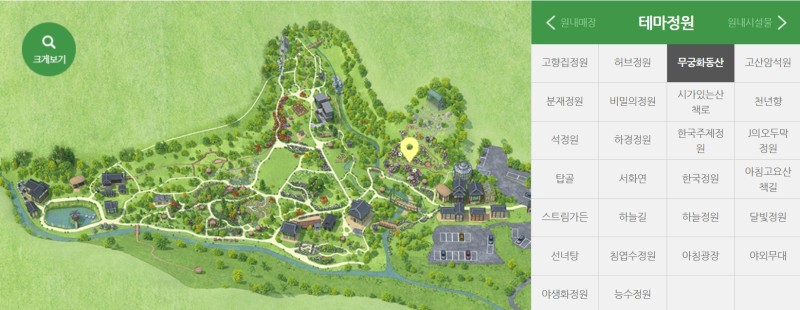 크게보기
원내매장
테마정원
원내시설물
고향집정원
허브정원
무궁화동산
고산암석원
분재정원
비밀의정원
시가있는산
책로
천년향
석정원
하경정원
한국주제정
원
J의오두막
정원
탑골
서화연
한국정원
아침고요산
책길
스트림가든
하늘길
하늘정원
달빛정원
선녀탕
침엽수정원
아침광장
야외무대
야생화정원
능수정원